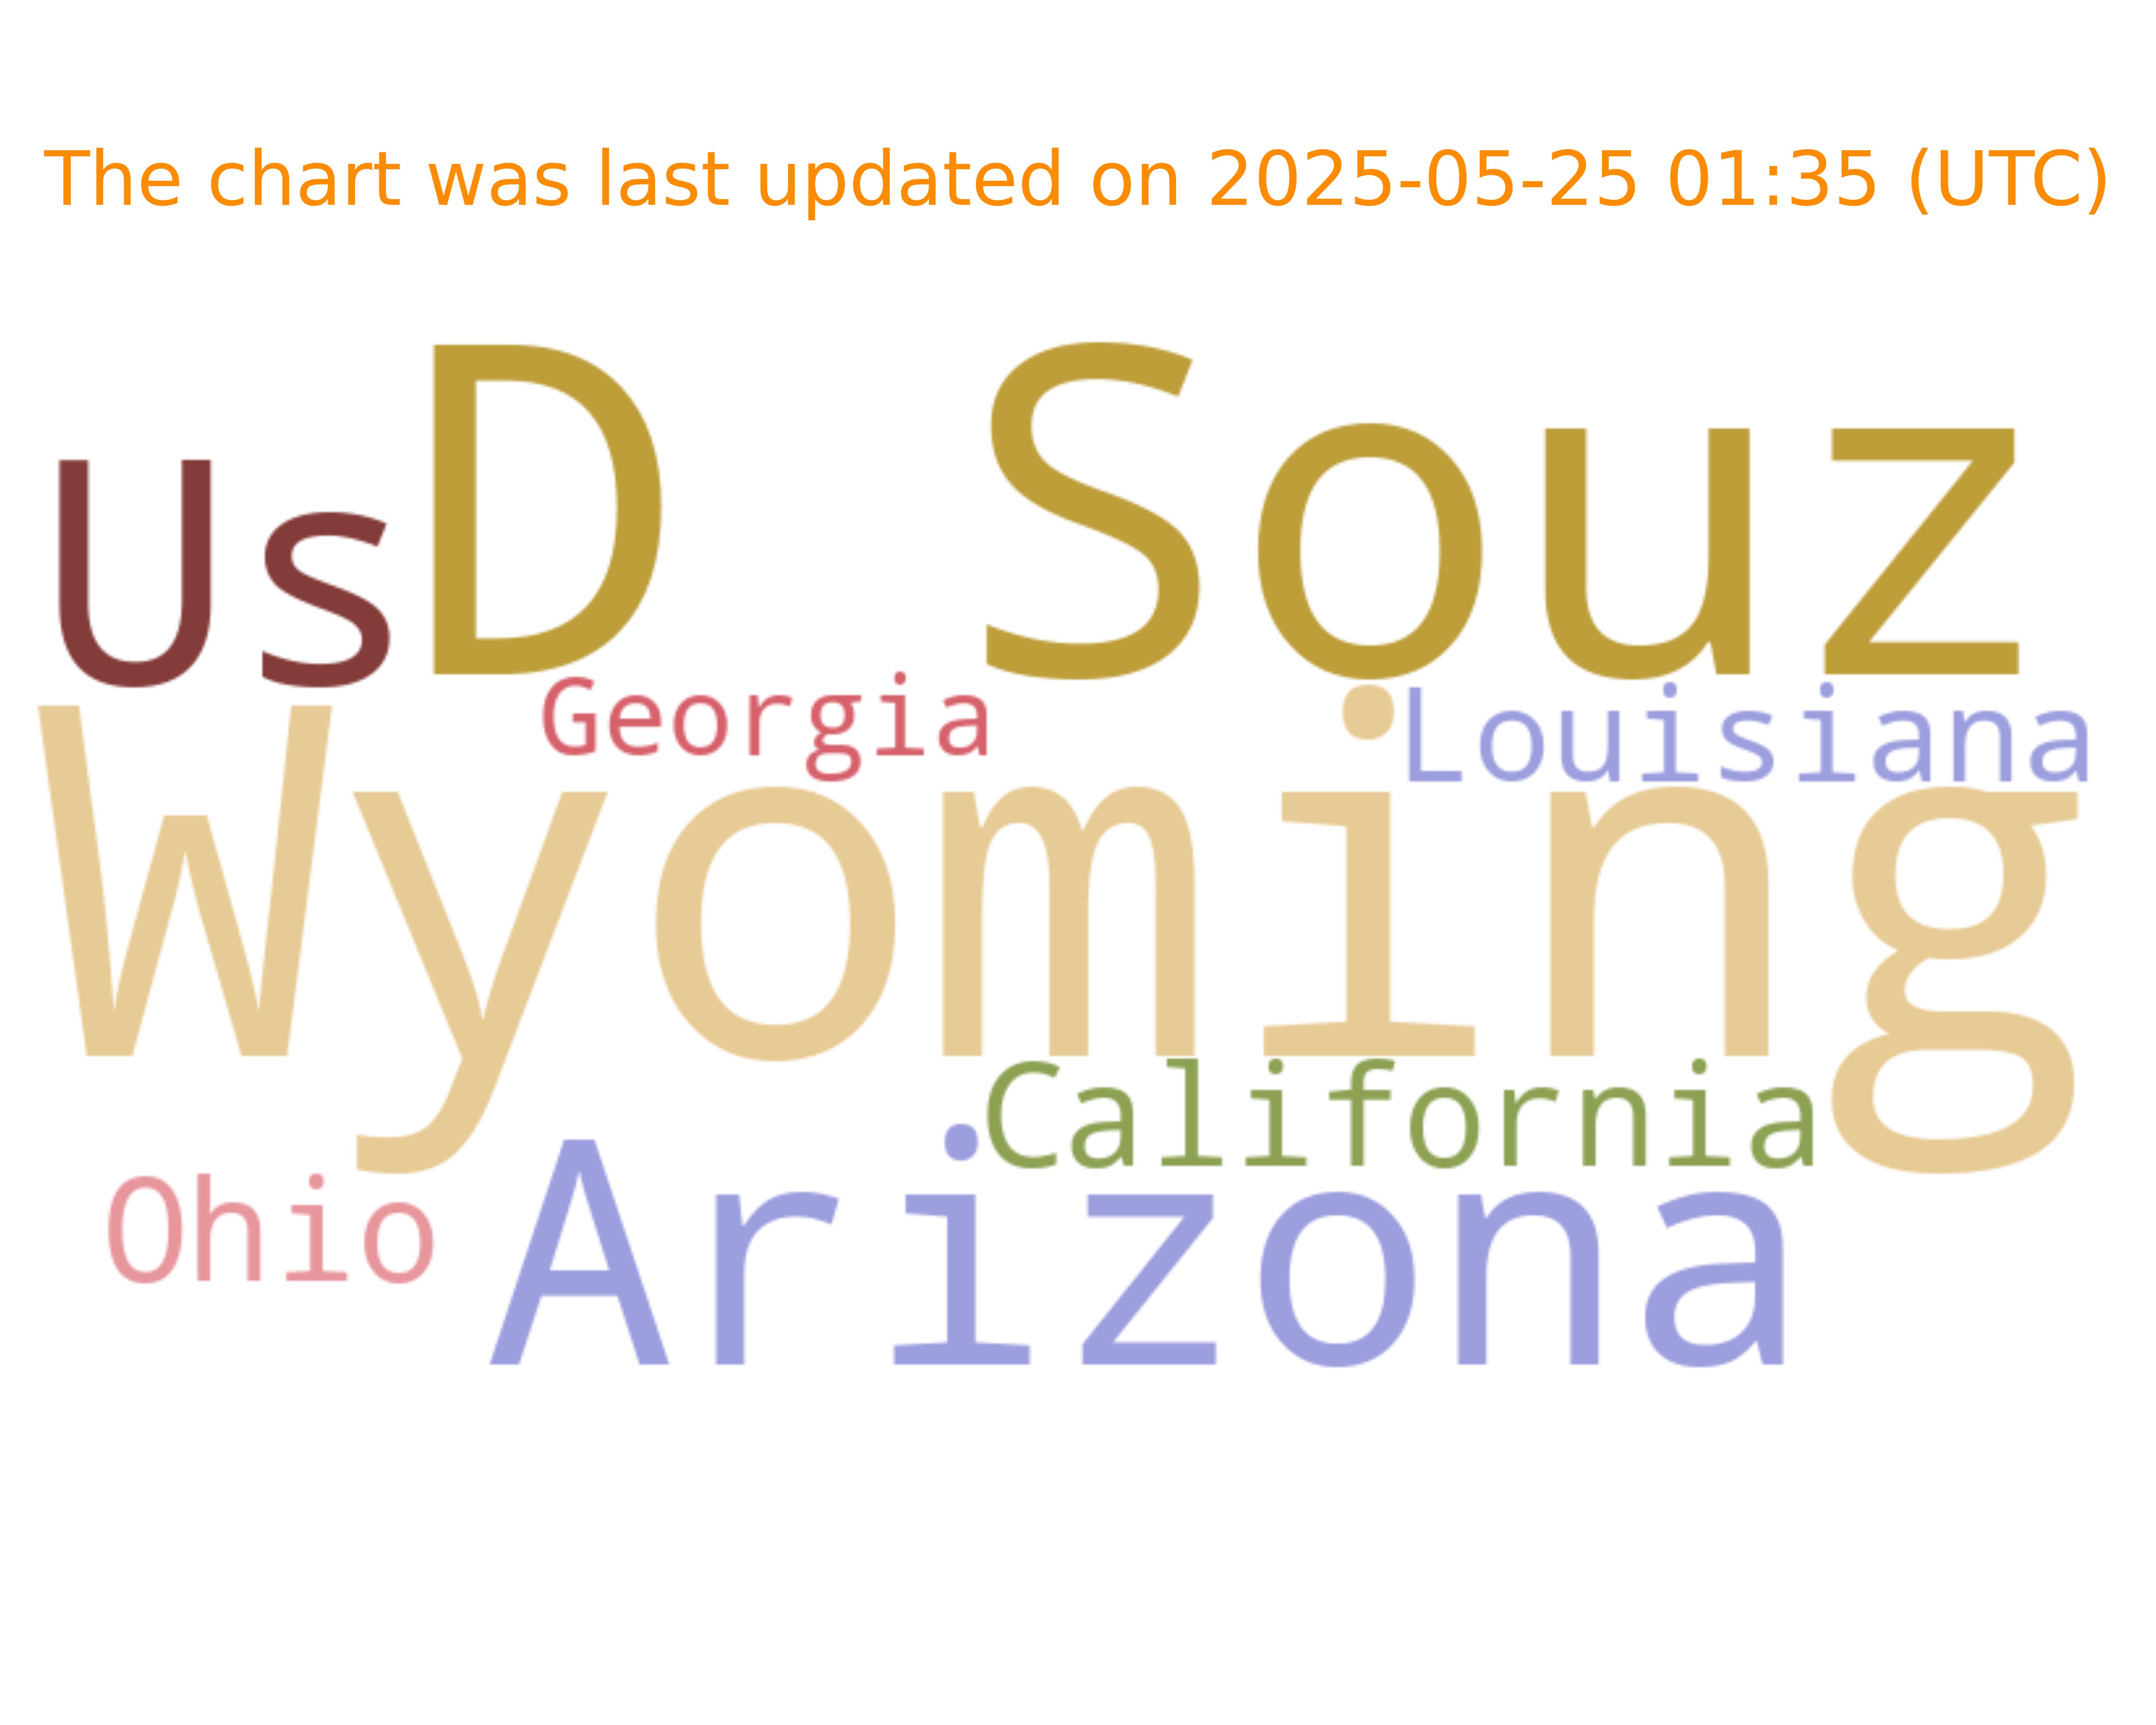 The chart was last updated on 2025-05-25 01:35 (UTC)
Us
D Souz
Georgia
Louisiana
Wyoming
California
Ohio
Arizona